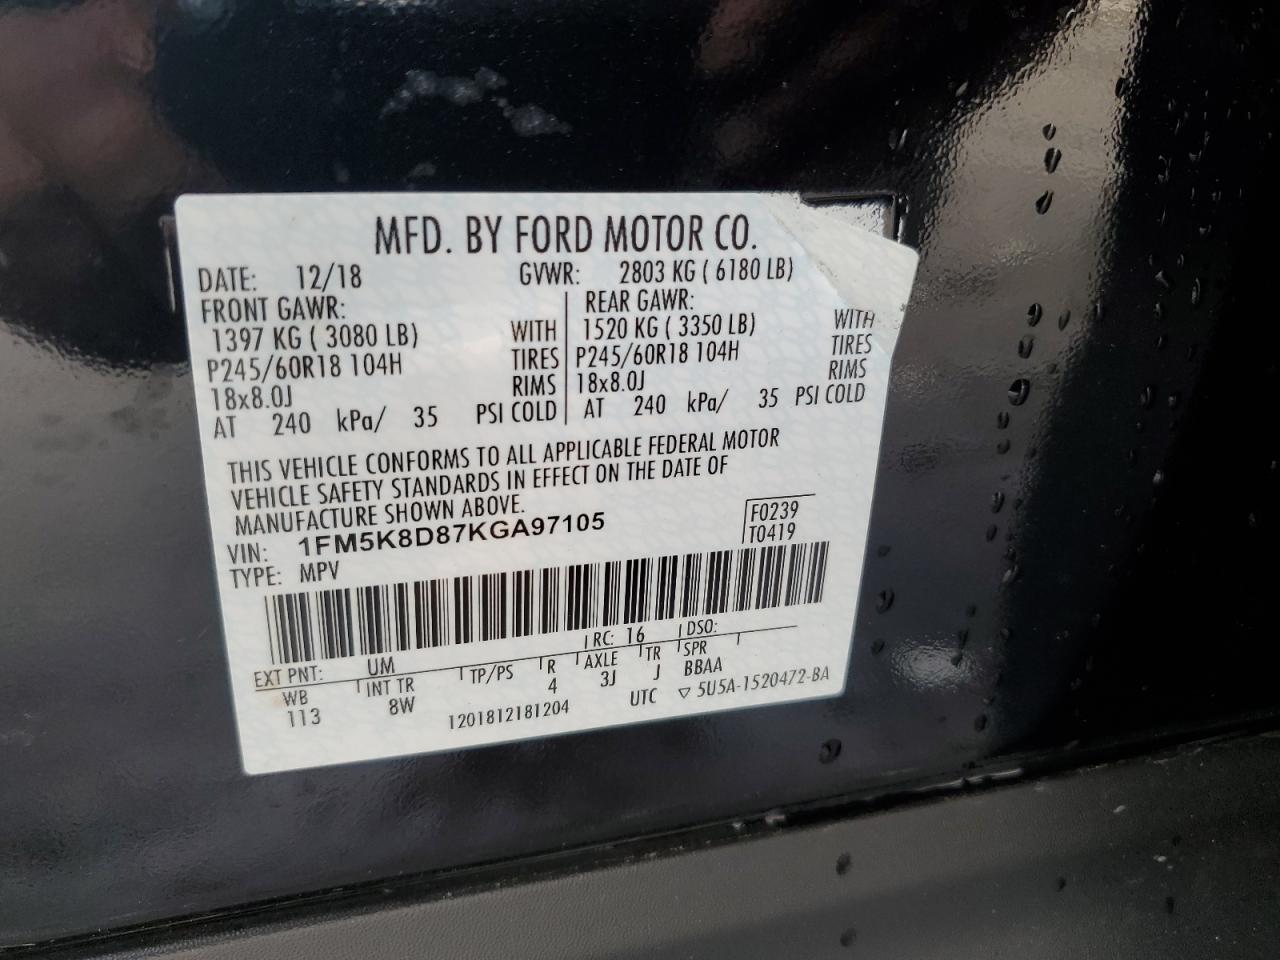 MFD. BY FORD MOTOR CO.
DATE: 12/18 GVWR: 2803 KG ( 6180 LB)
FRONT GAWR: REAR GAWR:
1397 KG ( 3080 LB) WITH 1520 KG ( 3350 LB) WITH
P245/60R18 104H TIRES P245/60R18 104H TIRES
18x8.0J RIMS 18x8.0J RIMS
AT 240 kPa/ 35 PSI COLD AT 240 kPa/ 35 PSI COLD
THIS VEHICLE CONFORMS TO ALL APPLICABLE FEDERAL MOTOR
VEHICLE SAFETY STANDARDS IN EFFECT ON THE DATE OF
MANUFACTURE SHOWN ABOVE.
VIN: 1FM5K8D87KGA97105 F0239
TYPE: MPV T0419
EXT PNT: UM RC: 16 DSO:
WB INT TR TP/PS R AXLE TR SPR
113 8W 4 3J J BBAA
1201812181204 UTC ▽ 5U5A-1520472-BA